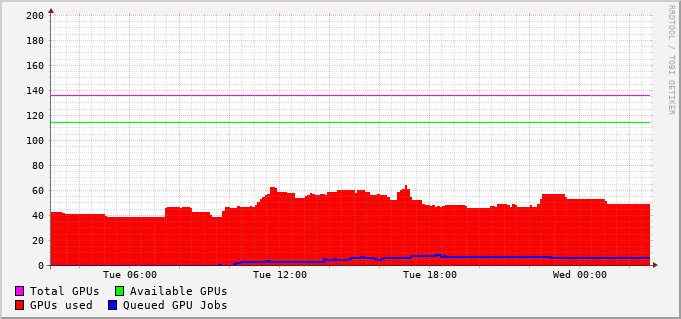 200
180
160
140
120
100
80
60
40
20
0
Tue 06:00 Tue 12:00 Tue 18:00 Wed 00:00
Total GPUs Available GPUs
GPUs used Queued GPU Jobs
RRDTOOL / TOBI OETIKER